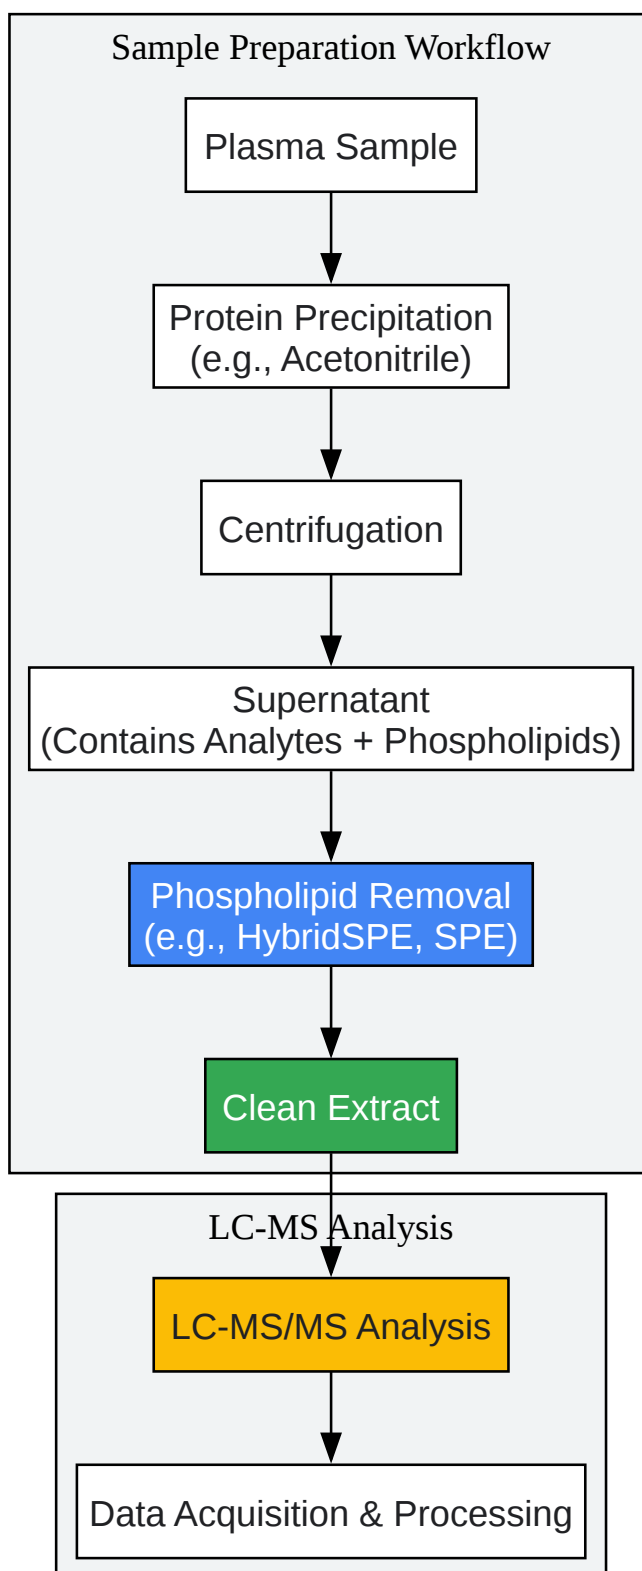 Sample Preparation Workflow
Plasma Sample
Protein Precipitation
(e.g., Acetonitrile)
Centrifugation
Supernatant
(Contains Analytes + Phospholipids)
Phospholipid Removal
(e.g., HybridSPE, SPE)
Clean Extract
LC-MS Analysis
LC-MS/MS Analysis
Data Acquisition & Processing